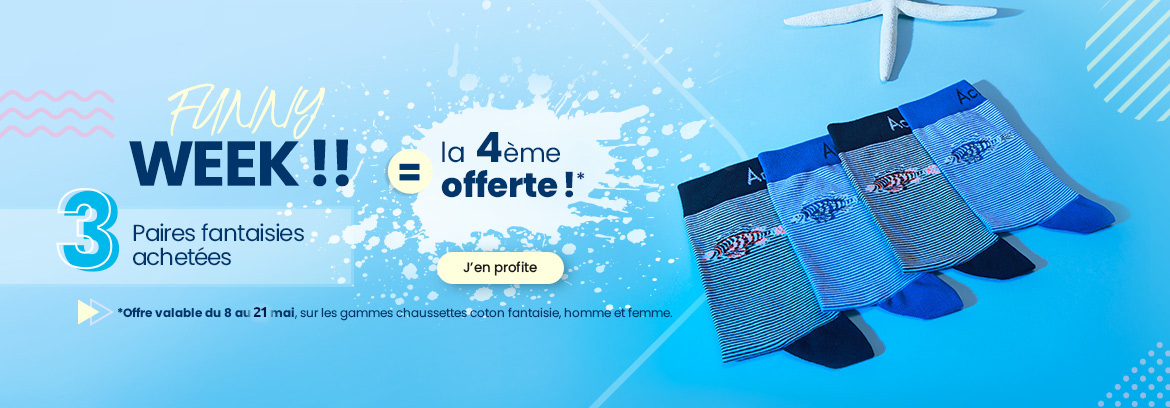 FUNNY
WEEK !!
3
Paires fantaisies
achetées
=
la 4ème
offerte !*
J'en profite
*Offre valable du 8 au 21 mai, sur les gammes chaussettes coton fantaisie, homme et femme.